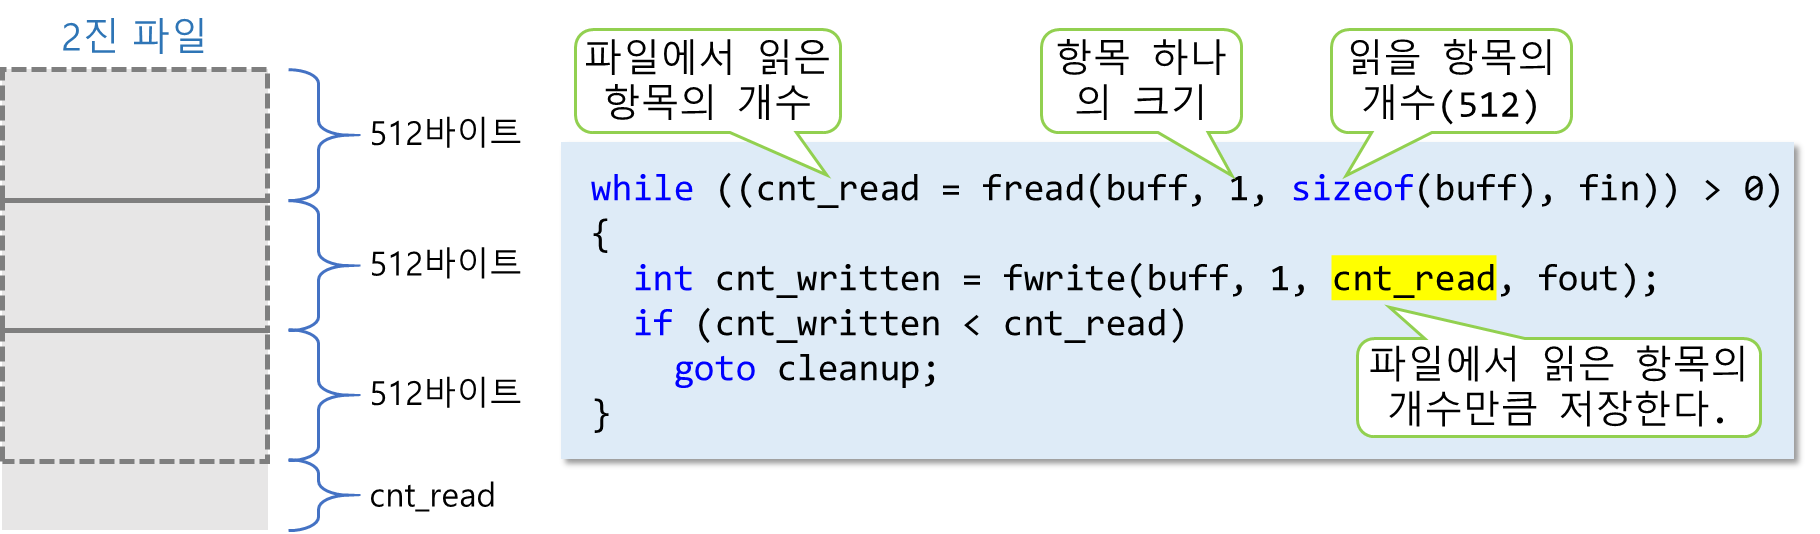 2진 파일
512바이트
512바이트
512바이트
cnt_read
파일에서 읽은
항목의 개수
항목 하나
의 크기
읽을 항목의
개수(512)
while ((cnt_read = fread(buff, 1, sizeof(buff), fin)) > 0)
{
int cnt_written = fwrite(buff, 1, cnt_read, fout);
if (cnt_written < cnt_read)
goto cleanup;
}
파일에서 읽은 항목의
개수만큼 저장한다.